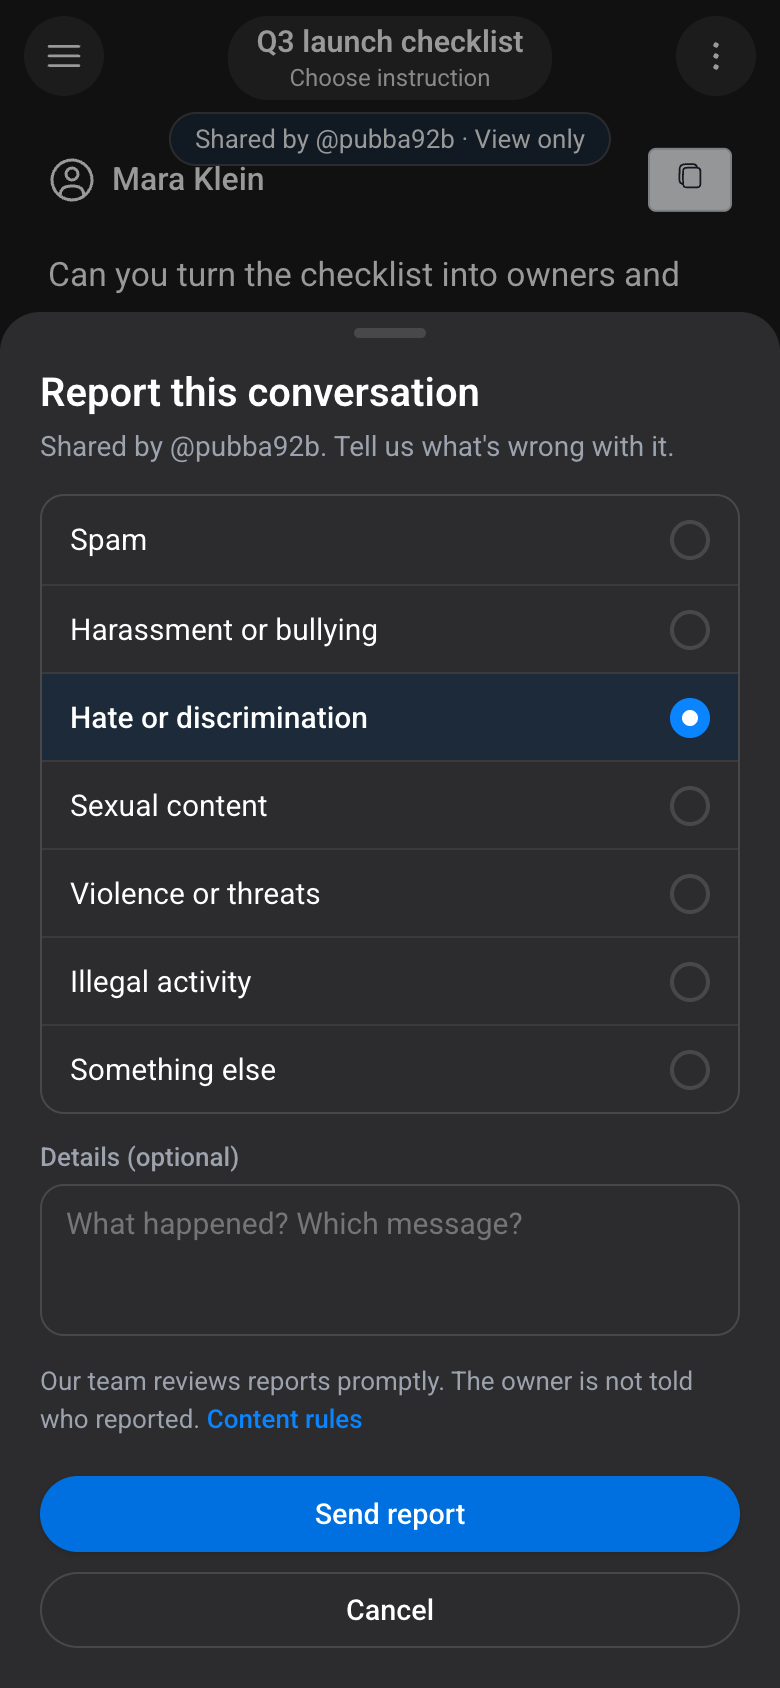 Q3 launch checklist
Choose instruction
Shared by @pubba92b · View only
Mara Klein
Can you turn the checklist into owners and
Report this conversation
Shared by @pubba92b. Tell us what's wrong with it.
Spam
Harassment or bullying
Hate or discrimination
Sexual content
Violence or threats
Illegal activity
Something else
Details (optional)
What happened? Which message?
Our team reviews reports promptly. The owner is not told
who reported. Content rules
Send report
Cancel